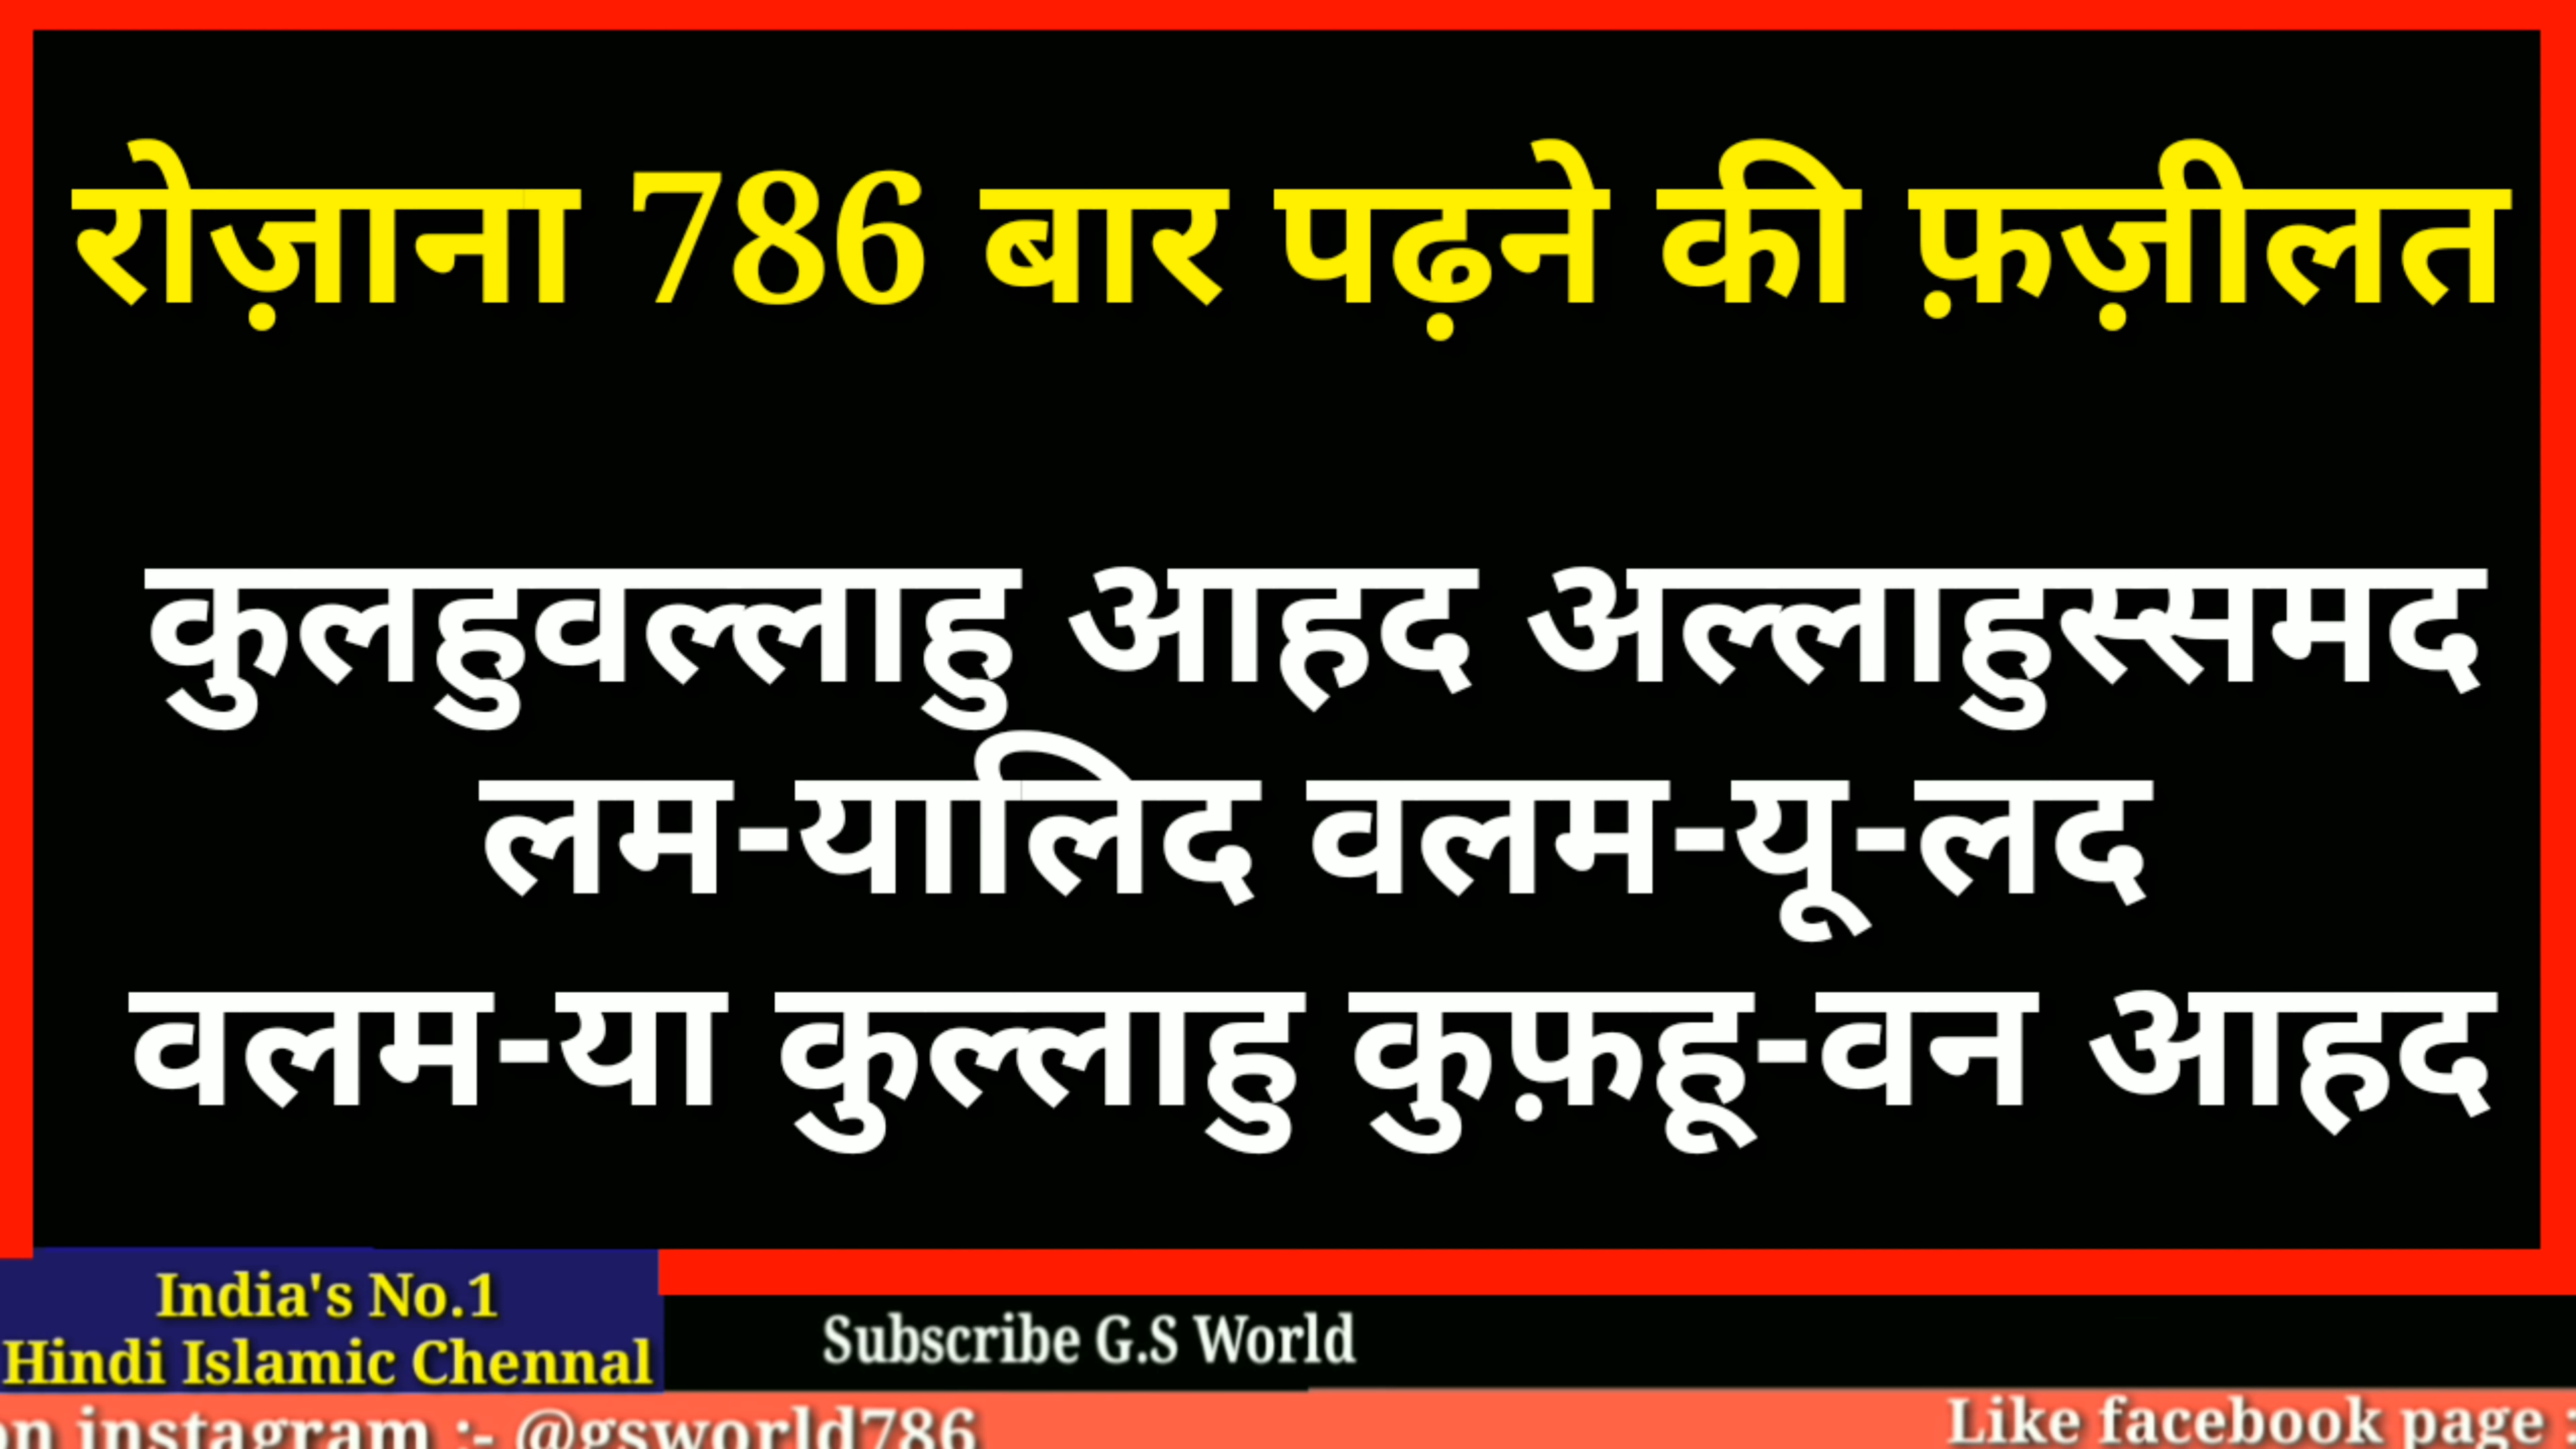 रोज़ाना 786 बार पढ़ने की फ़ज़ीलत
कुलहुवल्लाहु आहद अल्लाहुस्समद
लम-यालिद वलम-यू-लद
वलम-या कुल्लाहु कुफ़हू-वन आहद
India's No.1
Hindi Islamic Chennal
Subscribe G.S World
on instagram :- @gsworld786
Like facebook page :